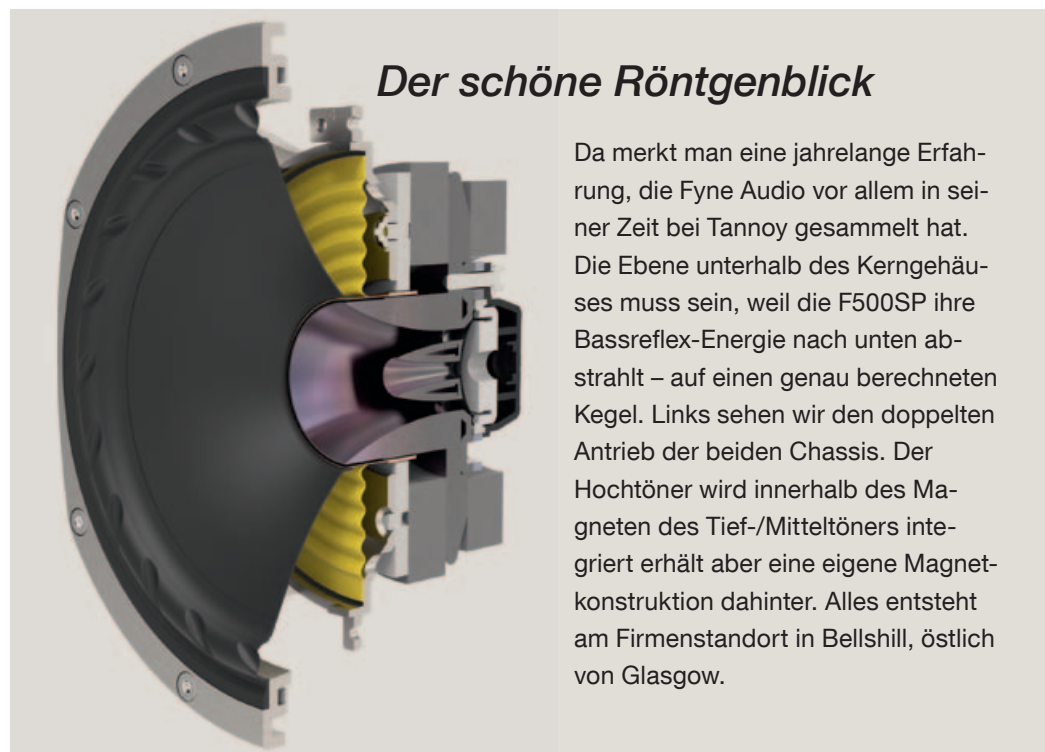 Der schöne Röntgenblick
Da merkt man eine jahrelange Erfah-
rung, die Fyne Audio vor allem in sei-
ner Zeit bei Tannoy gesammelt hat.
Die Ebene unterhalb des Kerngehäu-
ses muss sein, weil die F500SP ihre
Bassreflex-Energie nach unten ab-
strahlt – auf einen genau berechneten
Kegel. Links sehen wir den doppelten
Antrieb der beiden Chassis. Der
Hochtöner wird innerhalb des Ma-
gneten des Tief-/Mitteltöners inte-
griert erhält aber eine eigene Magnet-
konstruktion dahinter. Alles entsteht
am Firmenstandort in Bellshill, östlich
von Glasgow.